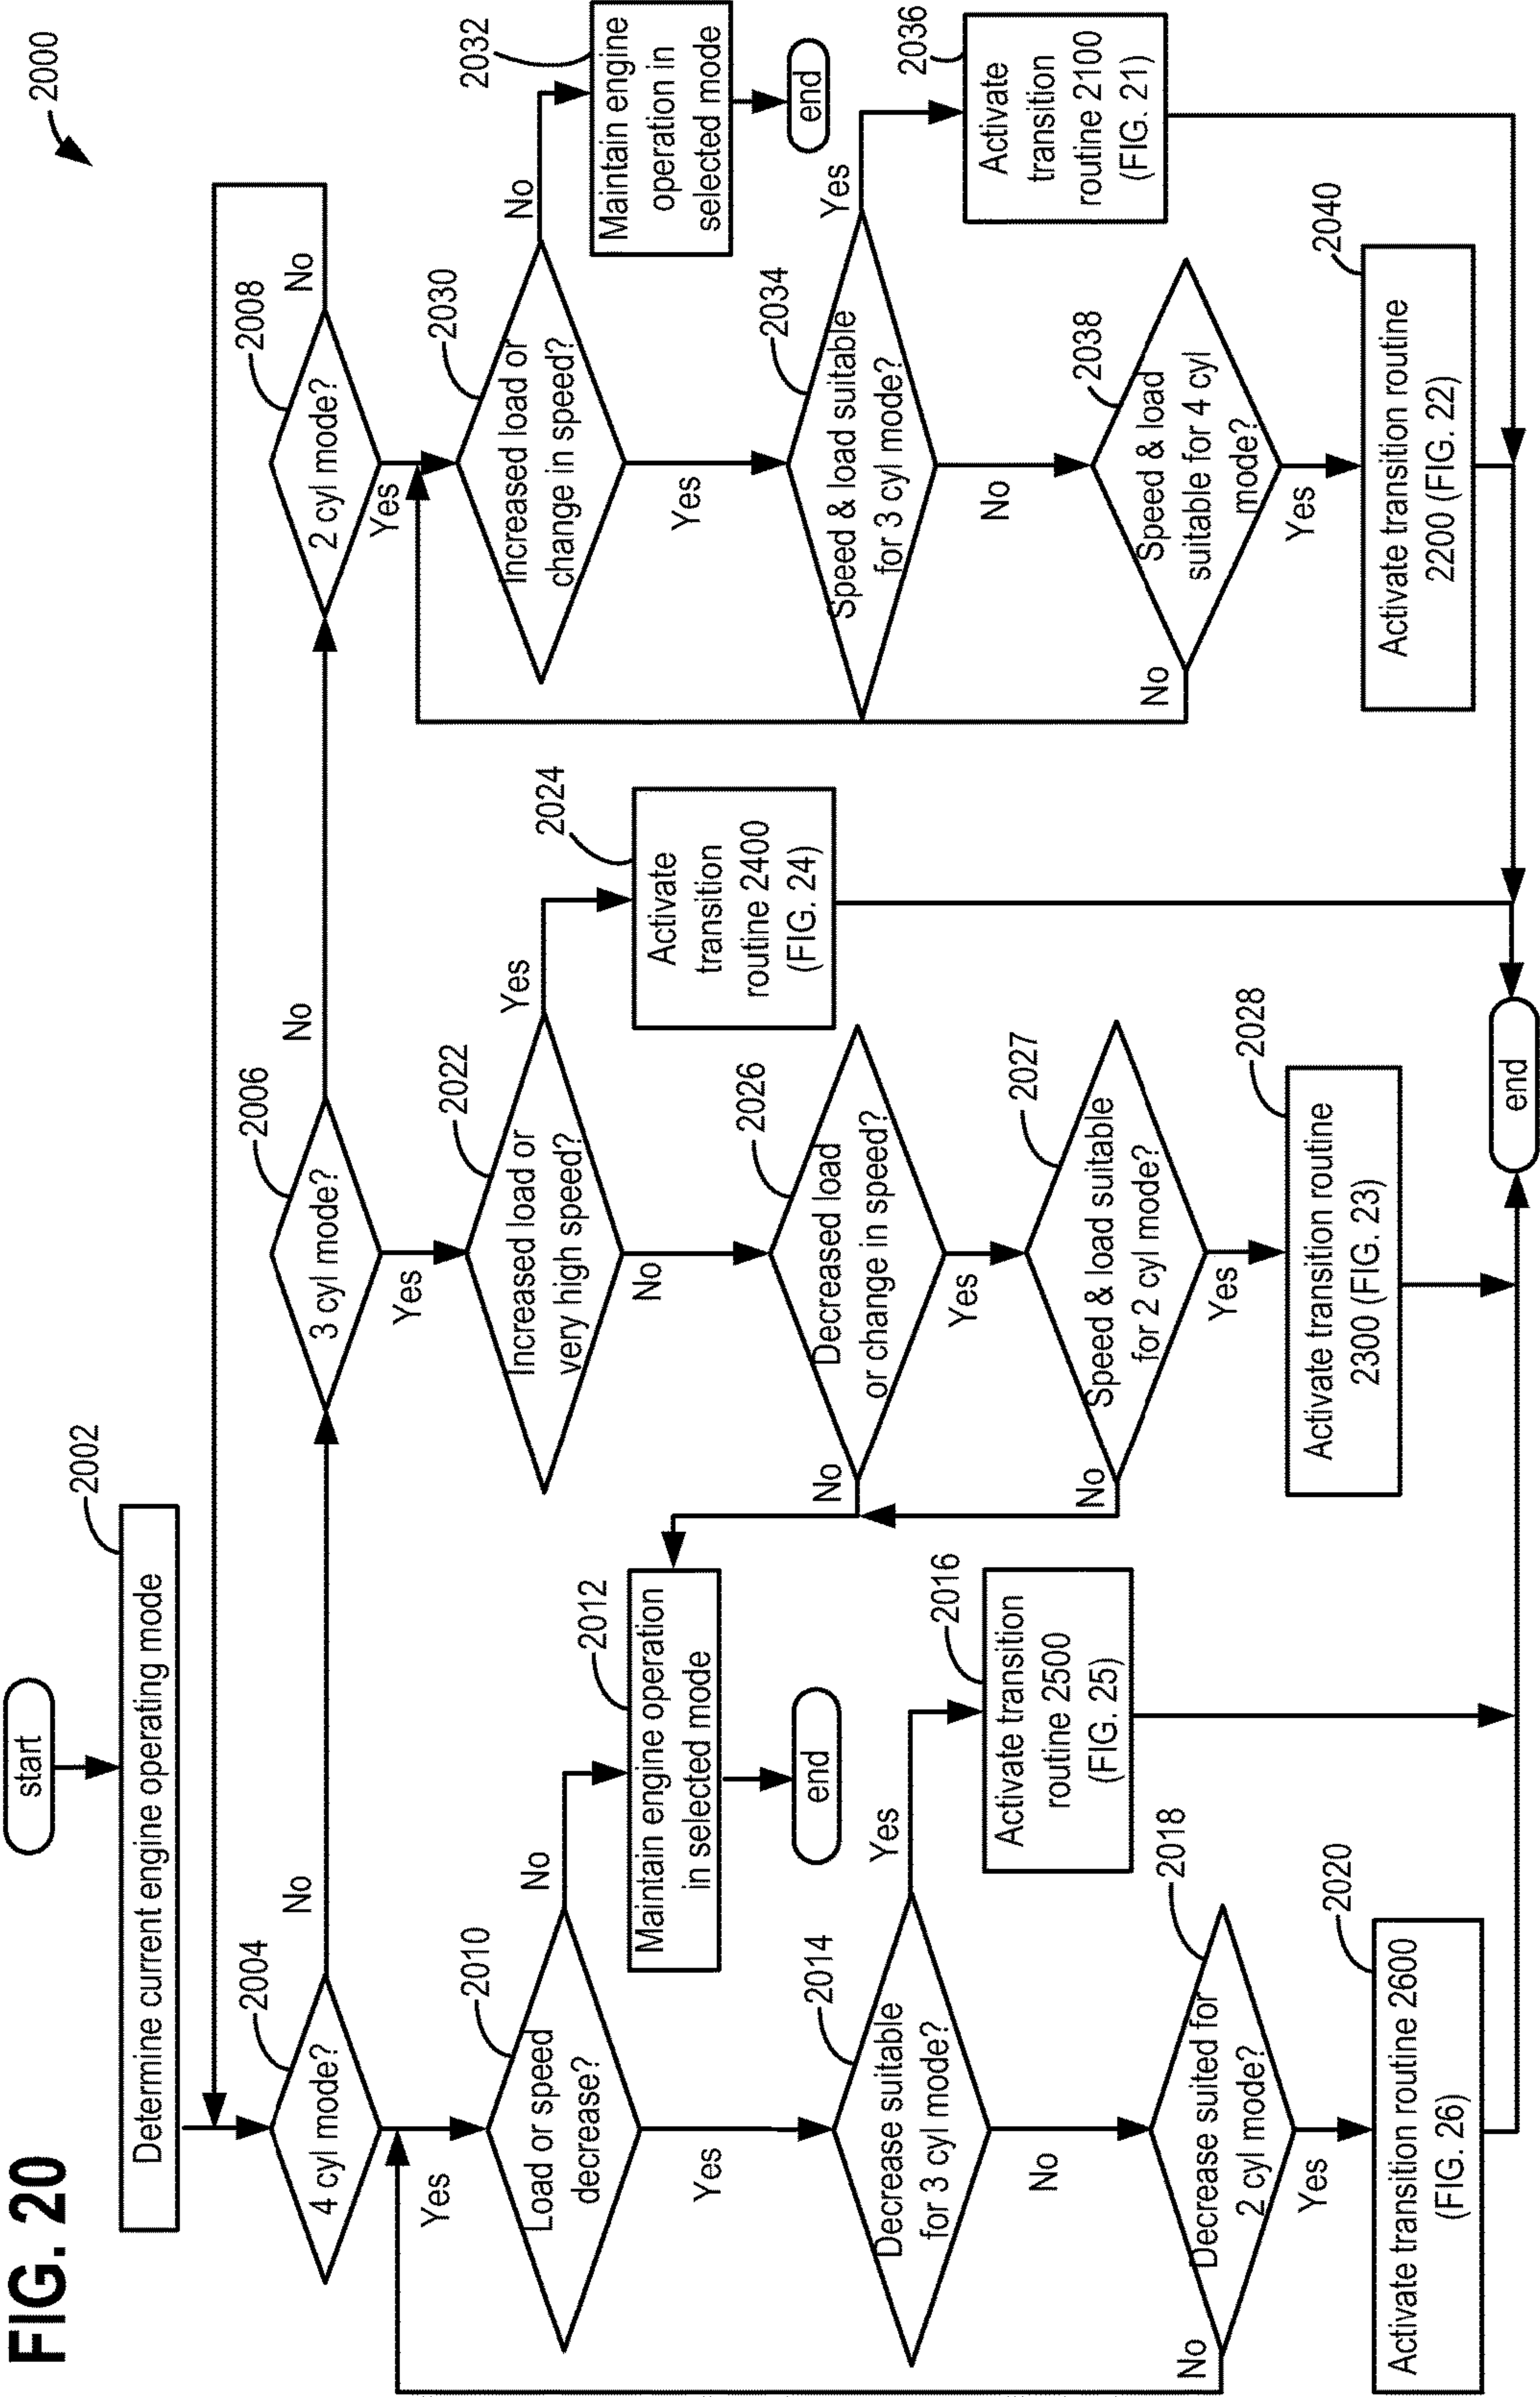 FIG. 20
2000
start
2002
Determine current engine operating mode
2004
4 cyl mode?
No
Yes
2006
3 cyl mode?
No
Yes
2008
2 cyl mode?
No
Yes
2010
Load or speed
decrease?
No
Yes
2012
Maintain engine operation
in selected mode
end
2014
Decrease suitable
for 3 cyl mode?
Yes
No
2016
Activate transition
routine 2500
(FIG. 25)
2018
Decrease suited for
2 cyl mode?
No
Yes
2020
Activate transition routine 2600
(FIG. 26)
2022
Increased load or
very high speed?
Yes
No
2024
Activate
transition
routine 2400
(FIG. 24)
2026
Decreased load
or change in speed?
No
Yes
2027
Speed & load suitable
for 2 cyl mode?
No
Yes
2028
Activate transition routine
2300 (FIG. 23)
2030
Increased load or
change in speed?
No
Yes
2032
Maintain engine
operation in
selected mode
end
2034
Speed & load suitable
for 3 cyl mode?
Yes
No
2036
Activate
transition
routine 2100
(FIG. 21)
2038
Speed & load
suitable for 4 cyl
mode?
No
Yes
2040
Activate transition routine
2200 (FIG. 22)
end